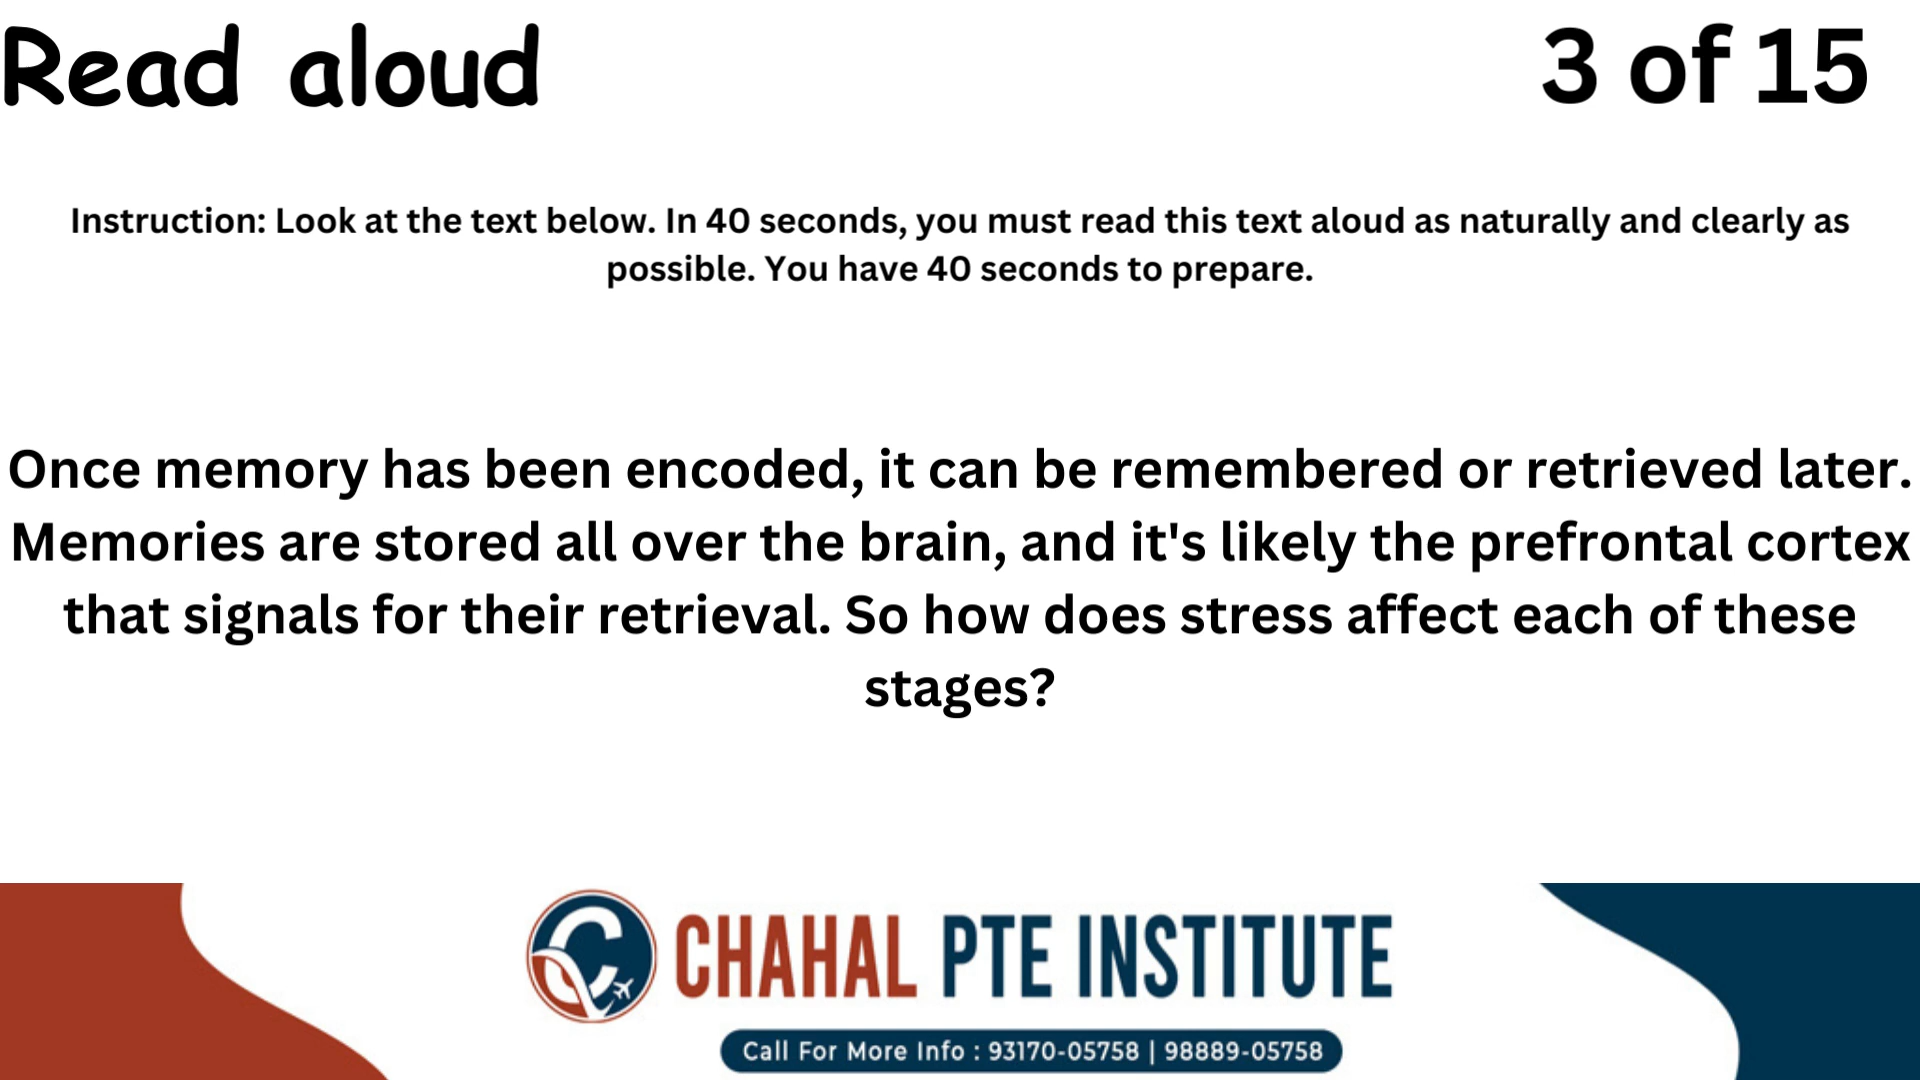 Read aloud
3 of 15
Instruction: Look at the text below. In 40 seconds, you must read this text aloud as naturally and clearly as
possible. You have 40 seconds to prepare.
Once memory has been encoded, it can be remembered or retrieved later.
Memories are stored all over the brain, and it's likely the prefrontal cortex
that signals for their retrieval. So how does stress affect each of these
stages?
CHAHAL PTE INSTITUTE
Call For More Info : 93170-05758 | 98889-05758